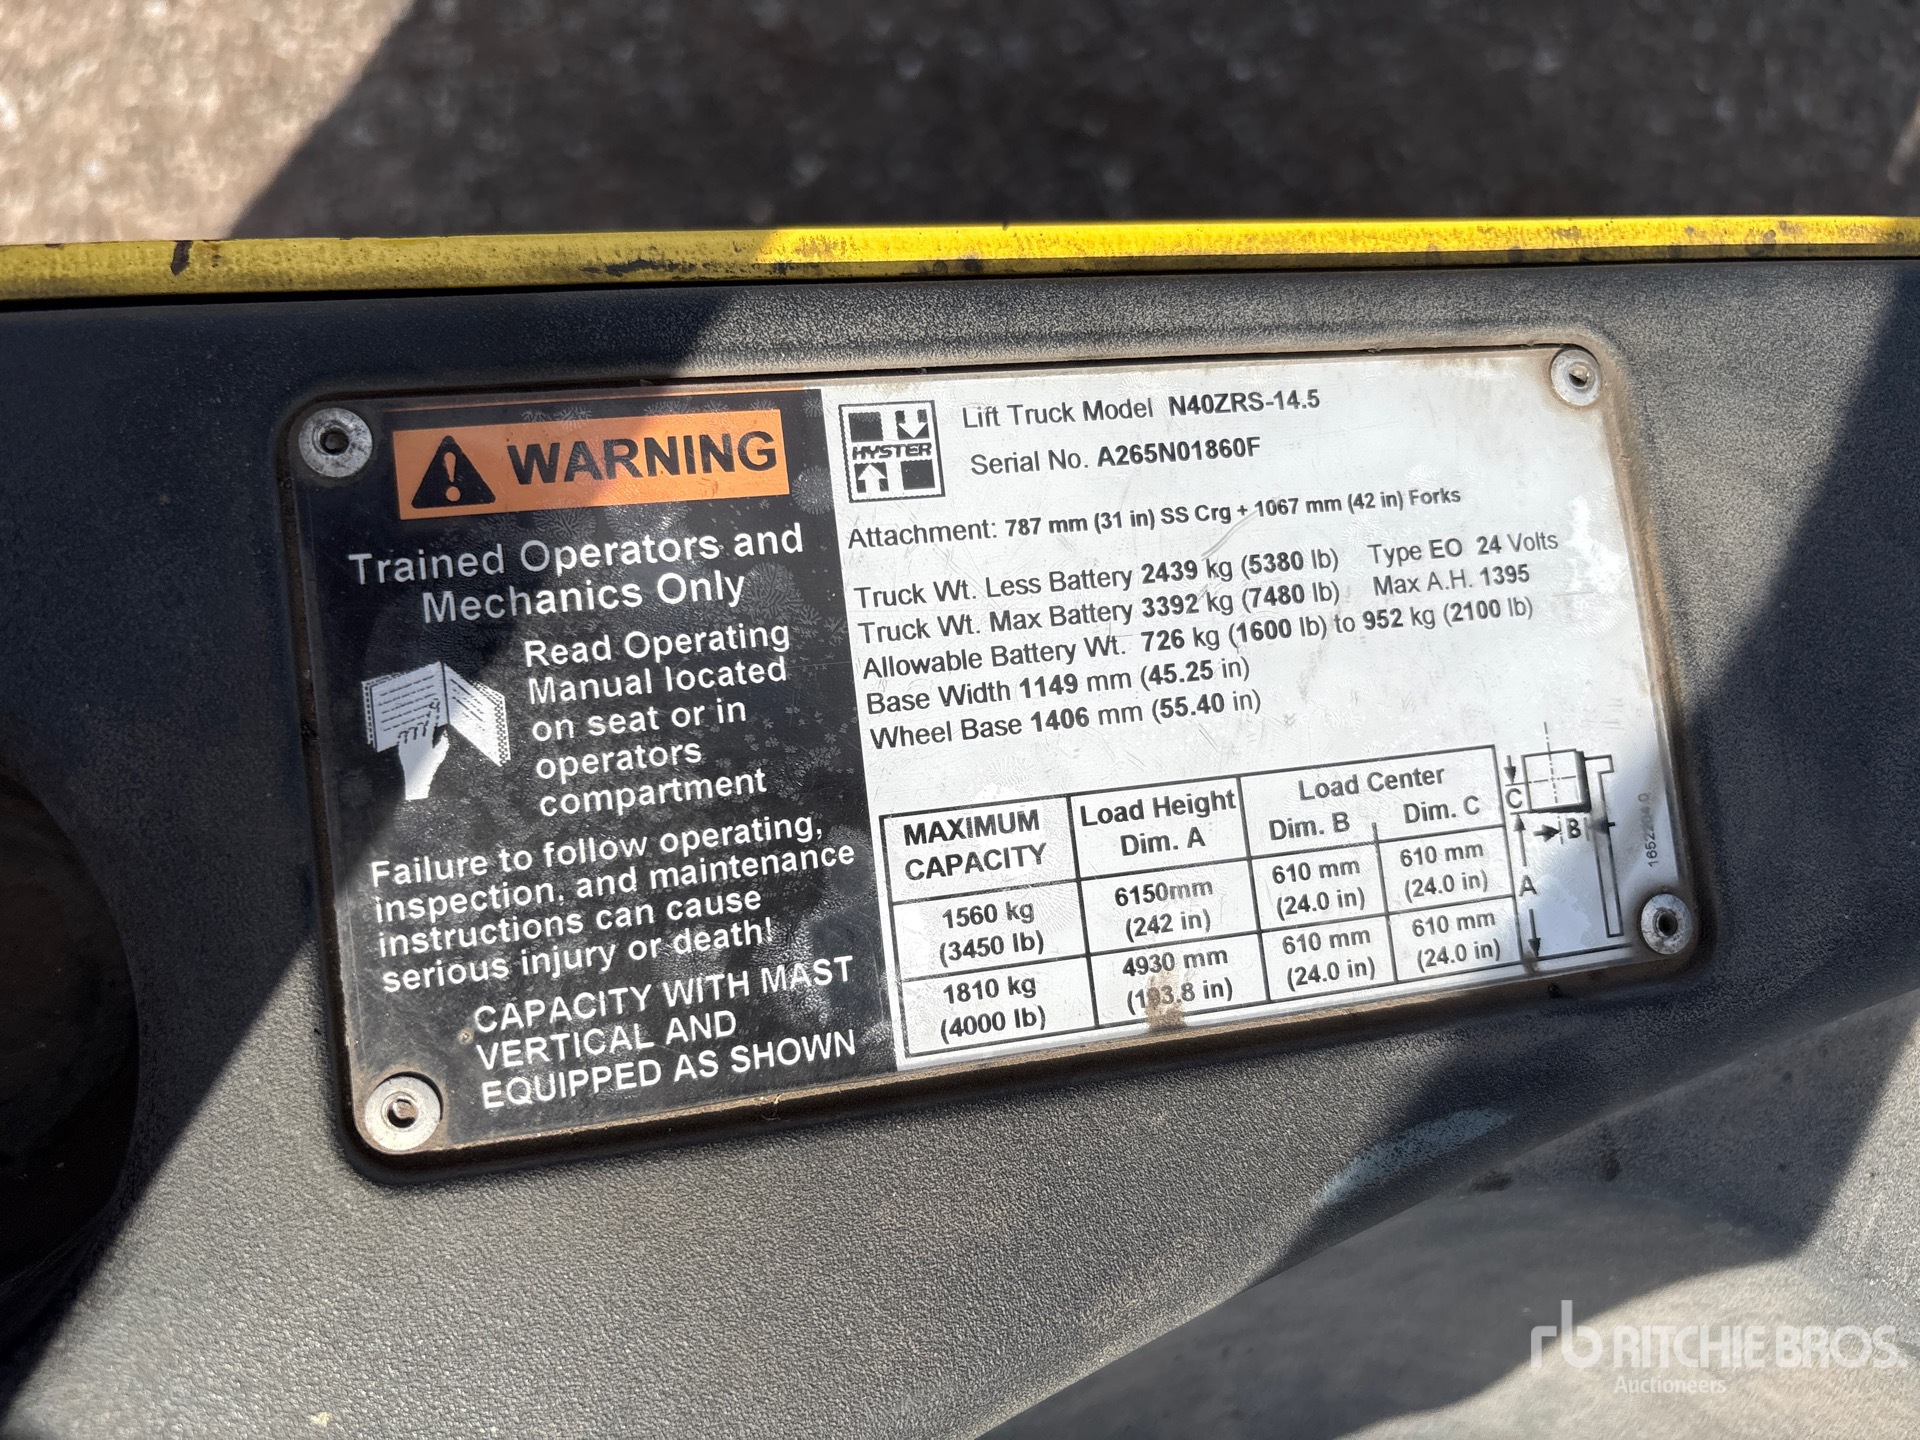 WARNING
Trained Operators and
Mechanics Only
Read Operating
Manual located
on seat or in
operators
compartment
Failure to follow operating,
inspection, and maintenance
instructions can cause
serious injury or death!
CAPACITY WITH MAST
VERTICAL AND
EQUIPPED AS SHOWN
HYSTER
Lift Truck Model N40ZRS-14.5
Serial No. A265N01860F
Attachment: 787 mm (31 in) SS Crg + 1067 mm (42 in) Forks
Truck Wt. Less Battery 2439 kg (5380 lb) Type EO 24 Volts
Truck Wt. Max Battery 3392 kg (7480 lb) Max A.H. 1395
Allowable Battery Wt. 726 kg (1600 lb) to 952 kg (2100 lb)
Base Width 1149 mm (45.25 in)
Wheel Base 1406 mm (55.40 in)
MAXIMUM
CAPACITY
Load Height
Dim. A
Load Center
Dim. B Dim. C
1560 kg
(3450 lb)
6150mm
(242 in)
610 mm
(24.0 in)
610 mm
(24.0 in)
1810 kg
(4000 lb)
4930 mm
(193.8 in)
610 mm
(24.0 in)
610 mm
(24.0 in)
C
B
A
rb RITCHIE BROS.
Auctioneers